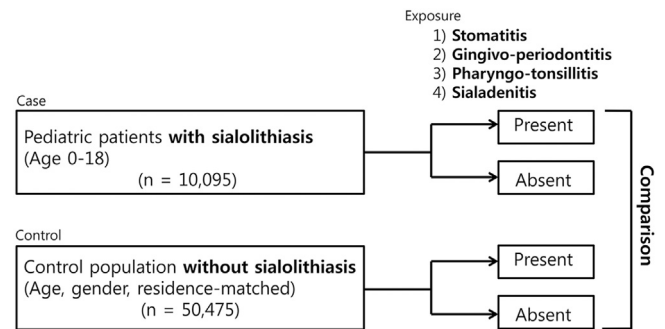 Exposure
1) Stomatitis
2) Gingivo-periodontitis
3) Pharyngo-tonsillitis
4) Sialadenitis
Case
Pediatric patients with sialolithiasis
(Age 0-18)
(n = 10,095)
Present
Absent
Comparison
Control
Control population without sialolithiasis
(Age, gender, residence-matched)
(n = 50,475)
Present
Absent